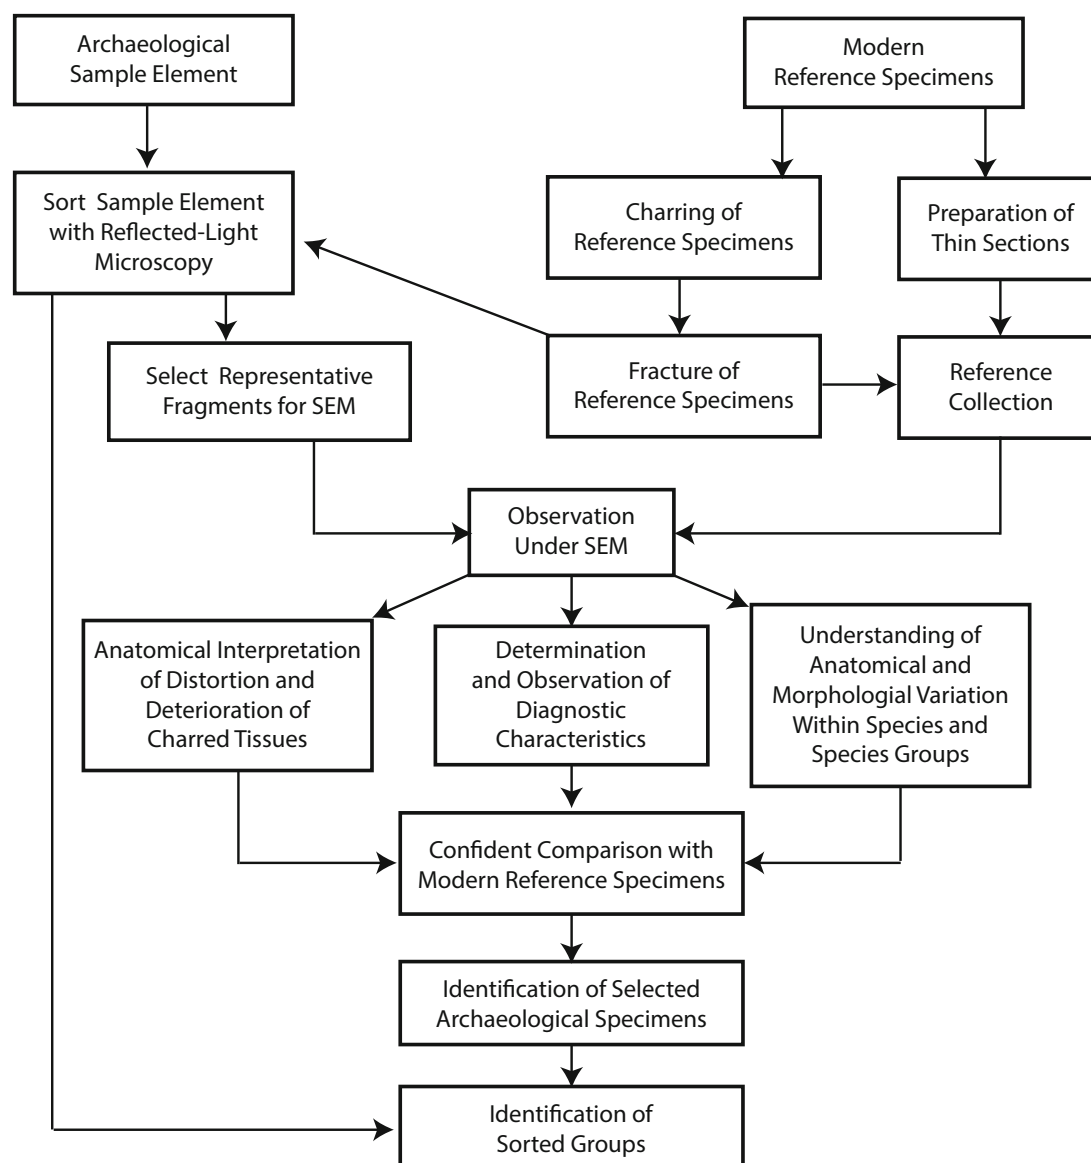 Archaeological
Sample Element
Modern
Reference Specimens
Sort Sample Element
with Reflected-Light
Microscopy
Charring of
Reference Specimens
Preparation of
Thin Sections
Select Representative
Fragments for SEM
Fracture of
Reference Specimens
Reference
Collection
Observation
Under SEM
Anatomical Interpretation
of Distortion and
Deterioration of
Charred Tissues
Determination
and Observation of
Diagnostic
Characteristics
Understanding of
Anatomical and
Morphologial Variation
Within Species and
Species Groups
Confident Comparison with
Modern Reference Specimens
Identification of Selected
Archaeological Specimens
Identification of
Sorted Groups